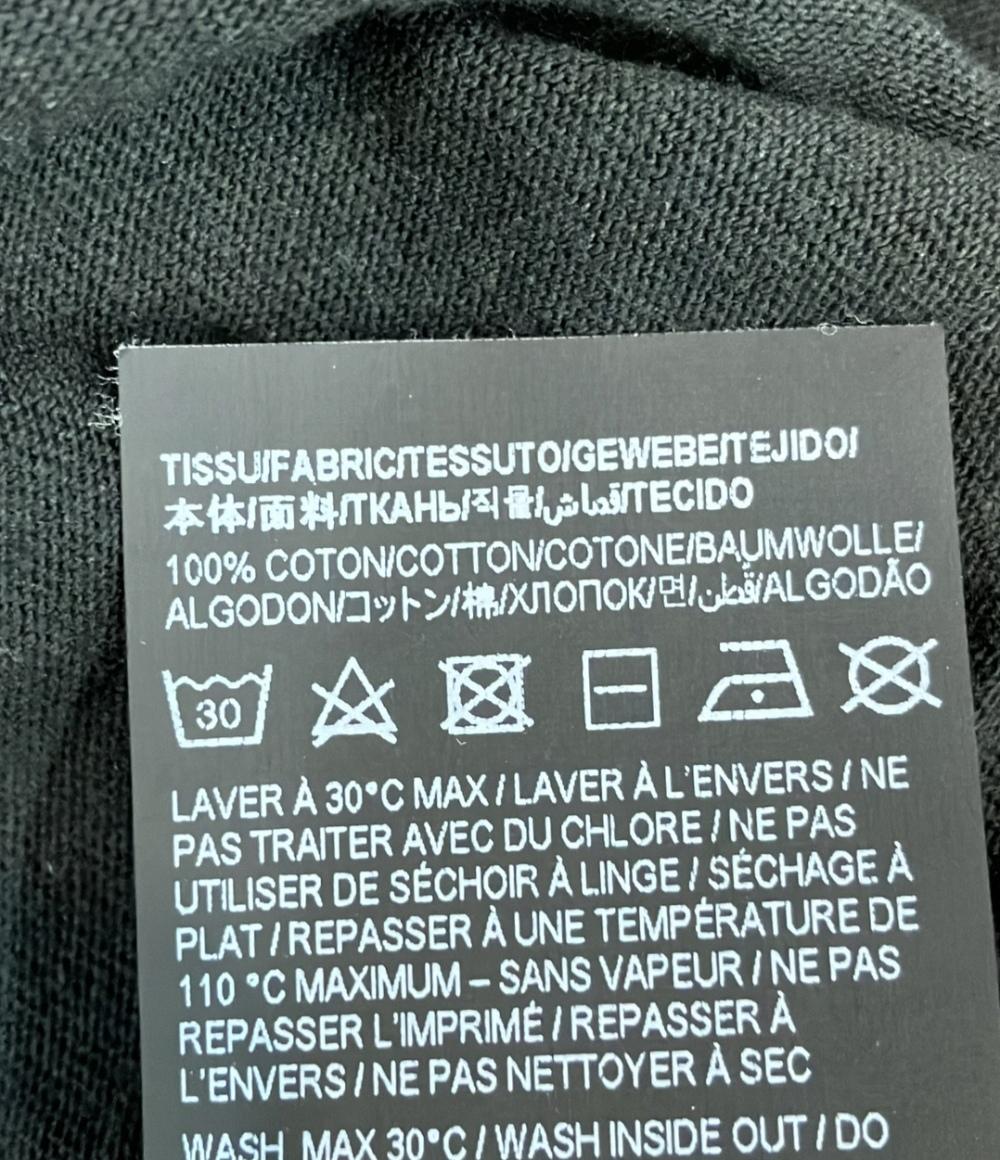 TISSU/FABRIC/TESSUTO/GEWEBE/TEJIDO/
本体/面料/ТКАНЬ/직물/قماش/TECIDO
100% COTON/COTTON/COTONE/BAUMWOLLE/
ALGODON/コットン/棉/ХЛОПОК/면/قطن/ALGODÃO
30
LAVER À 30°C MAX / LAVER À L'ENVERS / NE
PAS TRAITER AVEC DU CHLORE / NE PAS
UTILISER DE SÉCHOIR À LINGE / SÉCHAGE À
PLAT / REPASSER À UNE TEMPÉRATURE DE
110 °C MAXIMUM – SANS VAPEUR / NE PAS
REPASSER L'IMPRIMÉ / REPASSER À
L'ENVERS / NE PAS NETTOYER À SEC
WASH MAX 30°C / WASH INSIDE OUT / DO